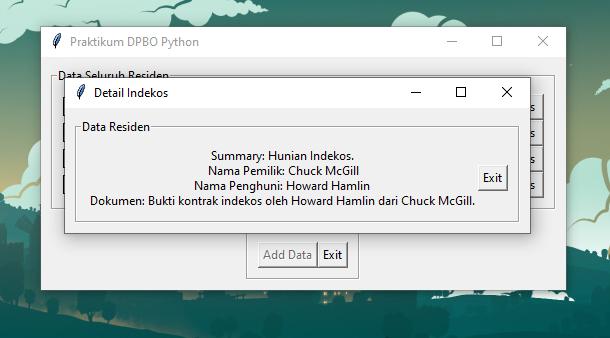 Praktikum DPBO Python
Data Seluruh Residen
Detail Indekos
Data Residen
Summary: Hunian Indekos.
Nama Pemilik: Chuck McGill
Nama Penghuni: Howard Hamlin
Dokumen: Bukti kontrak indekos oleh Howard Hamlin dari Chuck McGill.
Exit
Add Data
Exit